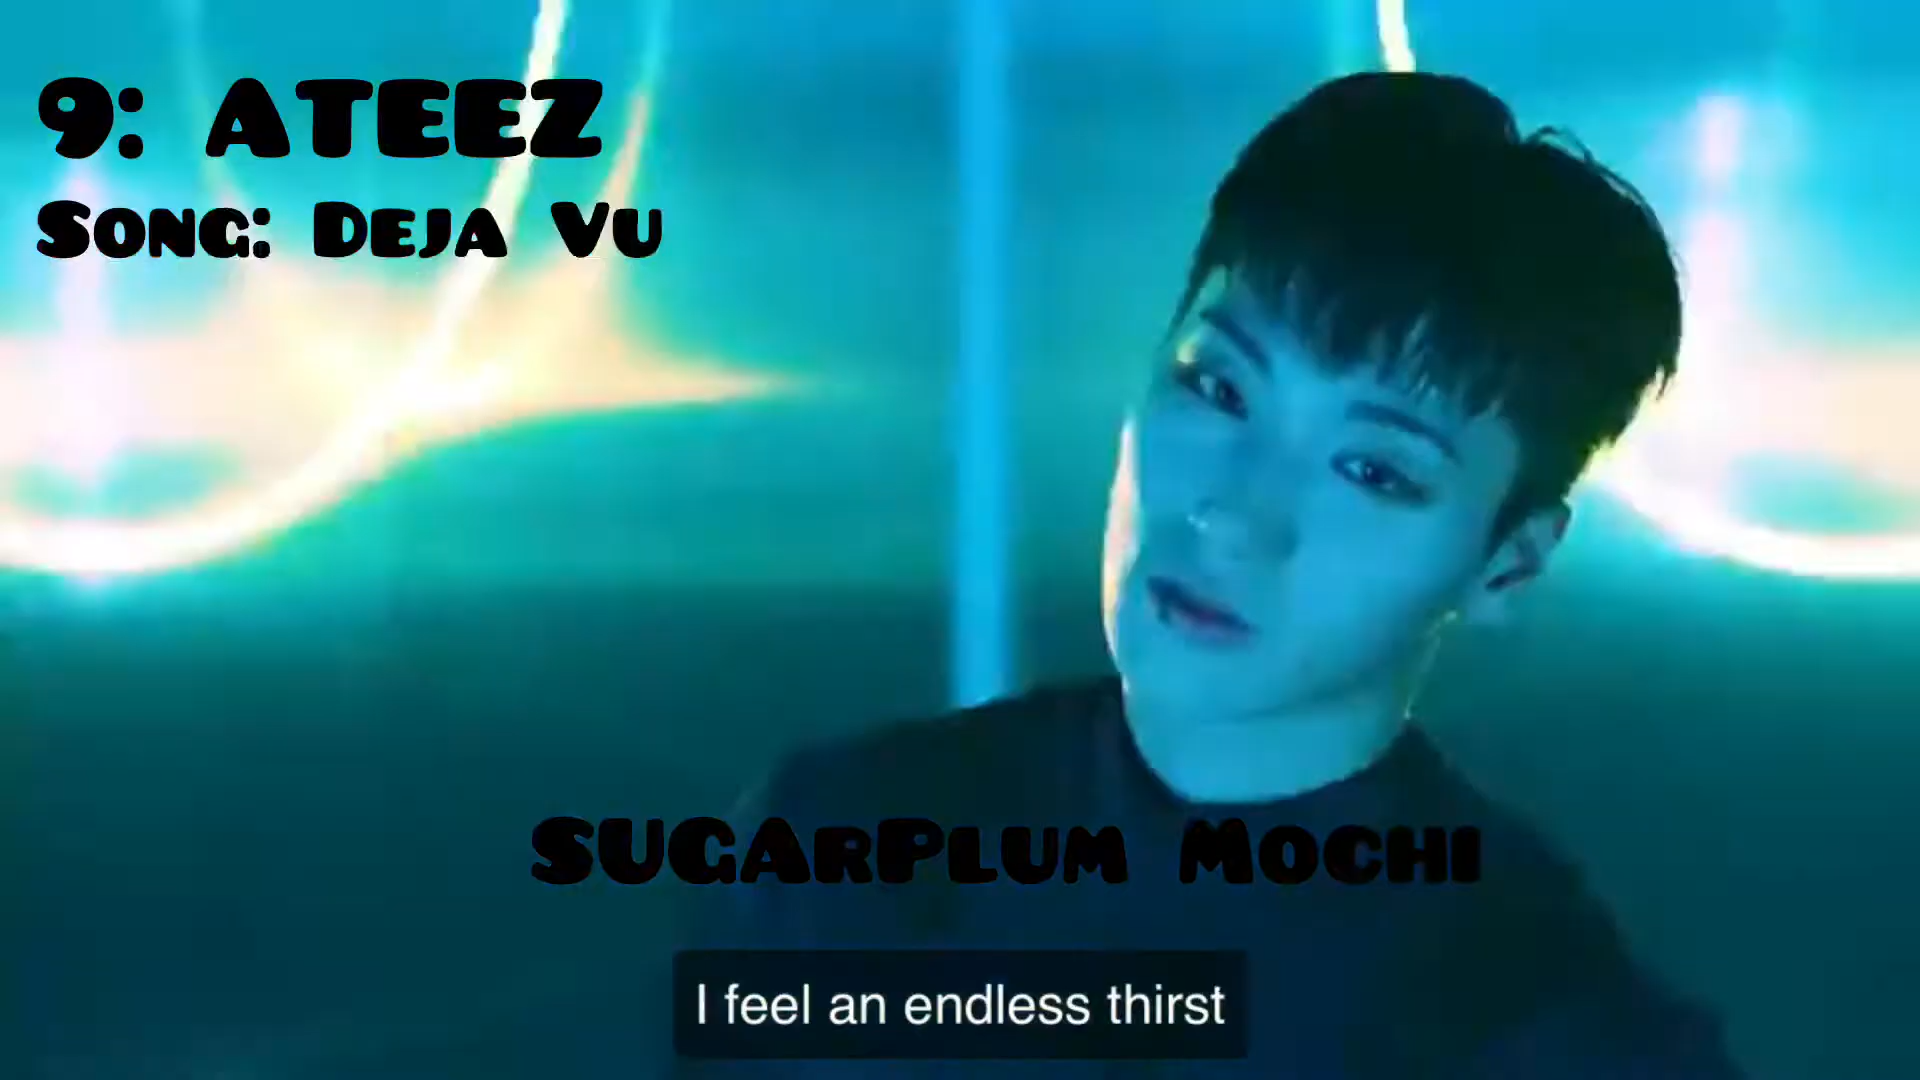 9: ATEEZ
Song: Deja Vu
SUGArPlum Mochi
I feel an endless thirst